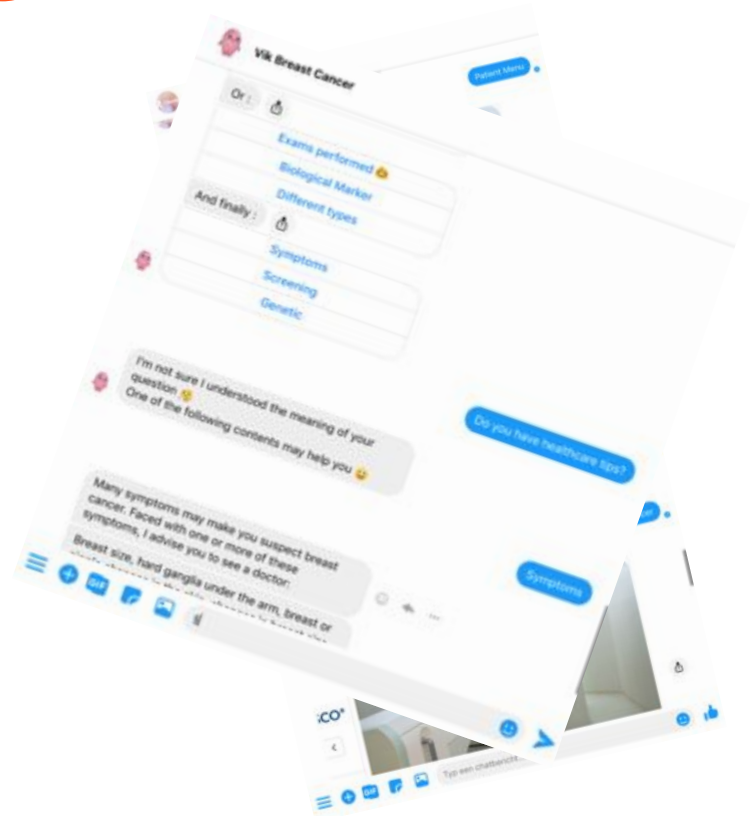 Vik Breast Cancer
Patient Menu
Or :
Exams performed
Biological Marker
Different types
And finally :
Symptoms
Screening
Genetic
Do you have healthcare tips?
I'm not sure I understood the meaning of your
question
One of the following contents may help you
Symptoms
Many symptoms may make you suspect breast
cancer. Faced with one or more of these
symptoms, I advise you to see a doctor:
Breast size, hard ganglia under the arm, breast or
GIF
GIF
Typ een chatbericht...